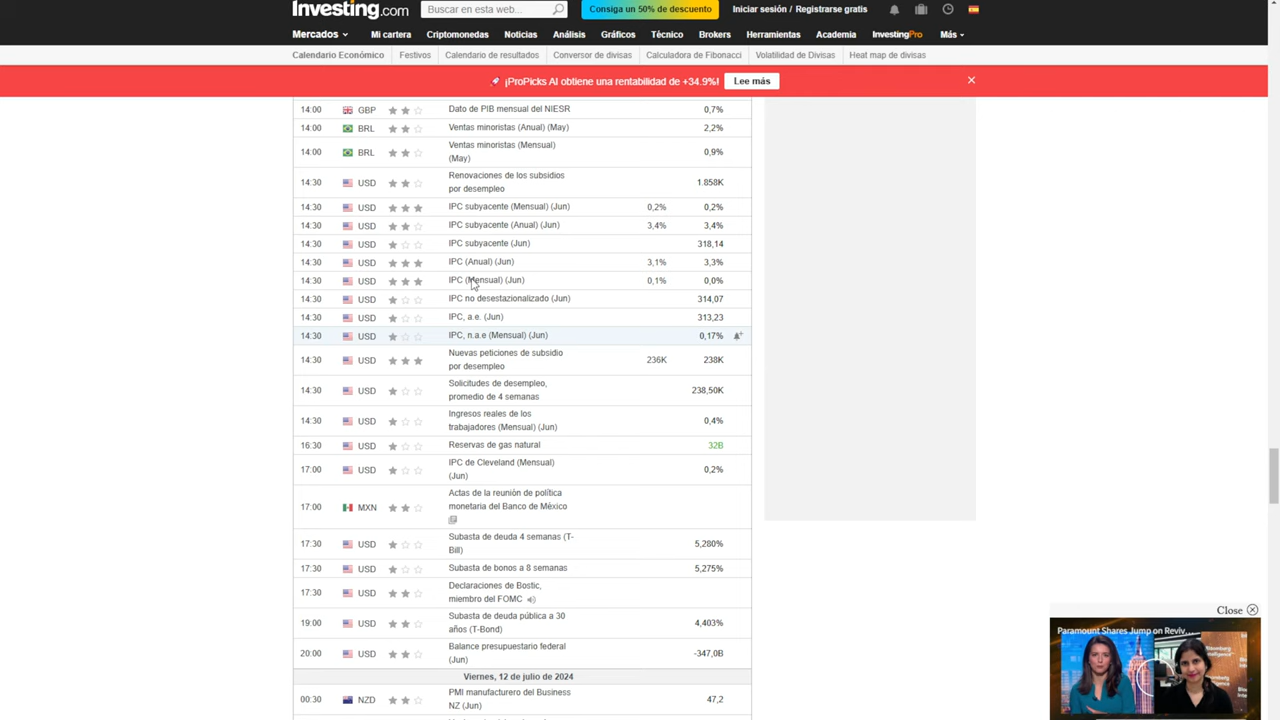 Investing.com
Buscar en esta web...
Consiga un 50% de descuento
Iniciar sesión / Registrarse gratis
Mercados Mi cartera Criptomonedas Noticias Análisis Gráficos Técnico Brokers Herramientas Academia InvestingPro Más
Calendario Económico Festivos Calendario de resultados Conversor de divisas Calculadora de Fibonacci Volatilidad de Divisas Heat map de divisas
¡ProPicks AI obtiene una rentabilidad de +34.9%! Lee más
14:00 GBP Dato de PIB mensual del NIESR 0,7%
14:00 BRL Ventas minoristas (Anual) (May) 2,2%
14:00 BRL Ventas minoristas (Mensual) 0,9%
(May)
14:30 USD Renovaciones de los subsidios 1.858K
por desempleo
14:30 USD IPC subyacente (Mensual) (Jun) 0,2% 0,2%
14:30 USD IPC subyacente (Anual) (Jun) 3,4% 3,4%
14:30 USD IPC subyacente (Jun) 318,14
14:30 USD IPC (Anual) (Jun) 3,1% 3,3%
14:30 USD IPC (Mensual) (Jun) 0,1% 0,0%
14:30 USD IPC no desestazionalizado (Jun) 314,07
14:30 USD IPC, a.e. (Jun) 313,23
14:30 USD IPC, n.a.e (Mensual) (Jun) 0,17%
14:30 USD Nuevas peticiones de subsidio 236K 238K
por desempleo
14:30 USD Solicitudes de desempleo, 238,50K
promedio de 4 semanas
14:30 USD Ingresos reales de los 0,4%
trabajadores (Mensual) (Jun)
16:30 USD Reservas de gas natural 32B
17:00 USD IPC de Cleveland (Mensual) 0,2%
(Jun)
17:00 MXN Actas de la reunión de política
monetaria del Banco de México
17:30 USD Subasta de deuda 4 semanas (T- 5,280%
Bill)
17:30 USD Subasta de bonos a 8 semanas 5,275%
17:30 USD Declaraciones de Bostic,
miembro del FOMC
19:00 USD Subasta de deuda pública a 30 4,403%
años (T-Bond)
20:00 USD Balance presupuestario federal -347,0B
(Jun)
Viernes, 12 de julio de 2024
00:30 NZD PMI manufacturero del Business 47,2
NZ (Jun)
Close
Paramount Shares Jump on Reviv...